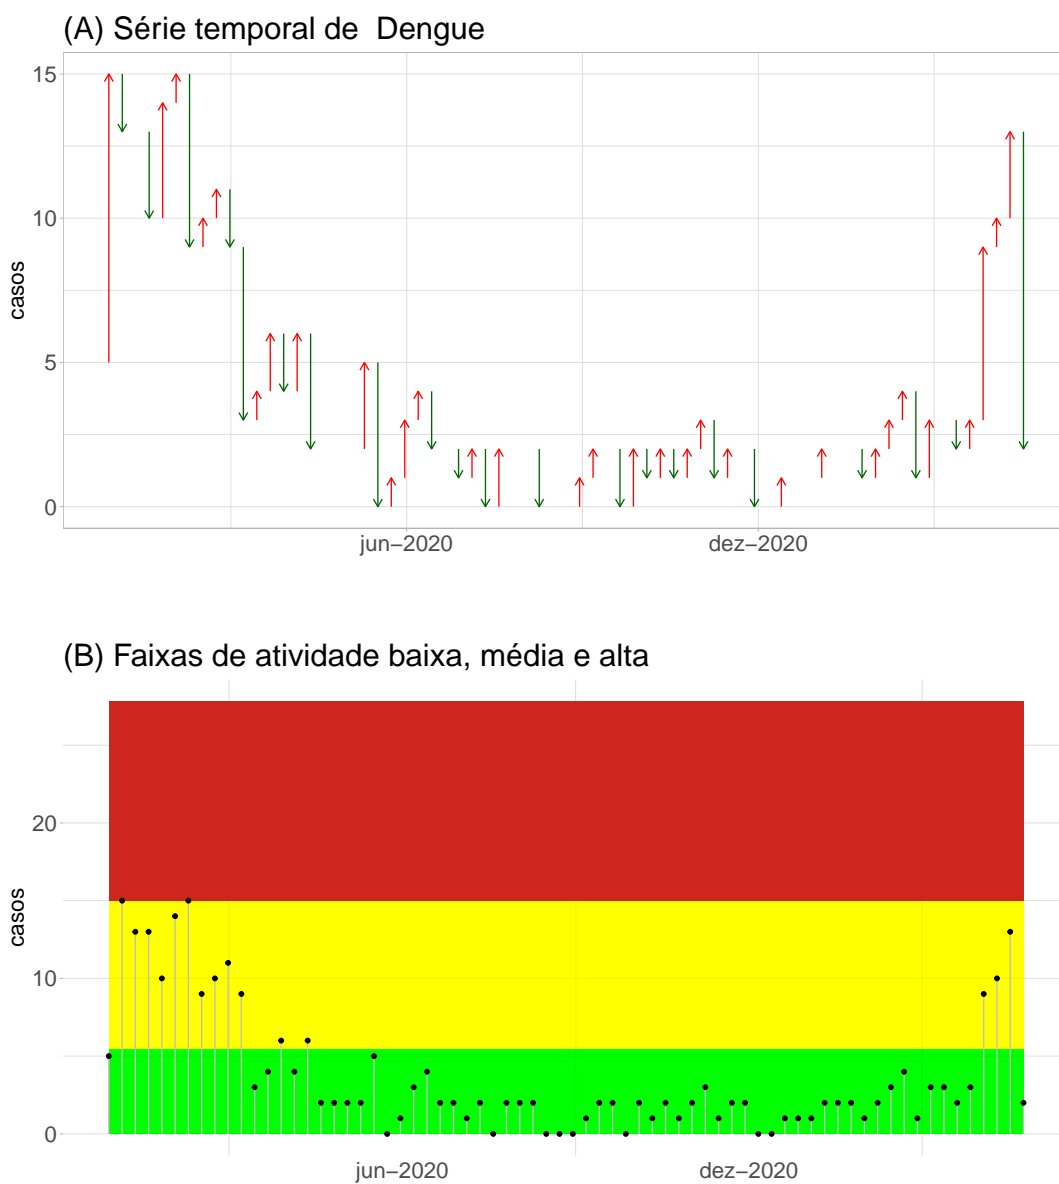 (A) Série temporal de  Dengue
15
10
5
0
casos
jun−2020
dez−2020
(B) Faixas de atividade baixa, média e alta
20
10
0
casos
jun−2020
dez−2020